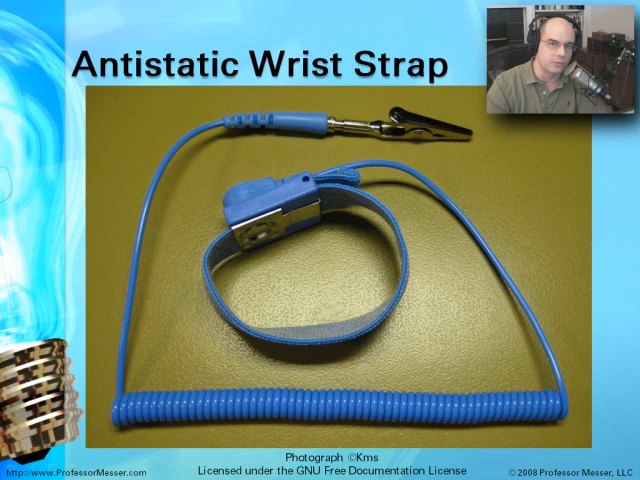 Antistatic Wrist Strap
Photograph ©Kms
Licensed under the GNU Free Documentation License
http://www.ProfessorMesser.com
© 2008 Professor Messer, LLC